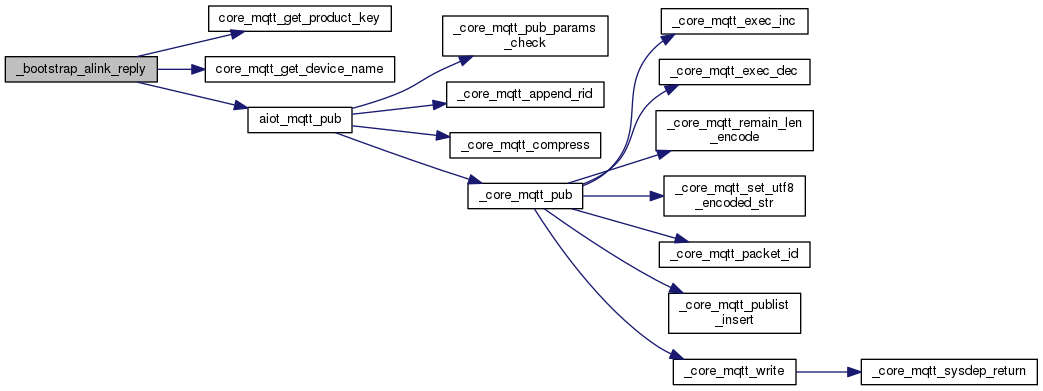 _bootstrap_alink_reply
core_mqtt_get_product_key
core_mqtt_get_device_name
aiot_mqtt_pub
_core_mqtt_pub_params
_check
_core_mqtt_append_rid
_core_mqtt_compress
_core_mqtt_pub
_core_mqtt_exec_inc
_core_mqtt_exec_dec
_core_mqtt_remain_len
_encode
_core_mqtt_set_utf8
_encoded_str
_core_mqtt_packet_id
_core_mqtt_publist
_insert
_core_mqtt_write
_core_mqtt_sysdep_return